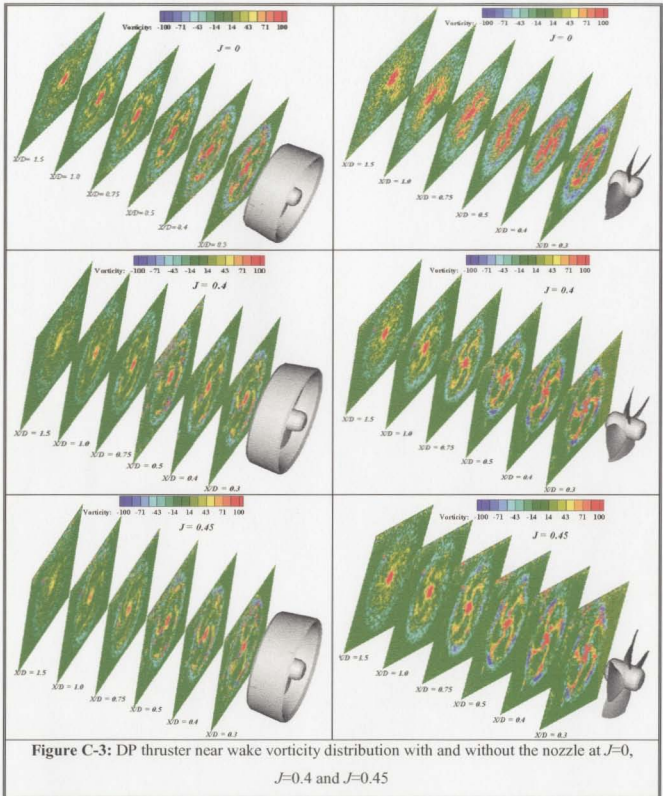 Vorticity: -100 -71 -43 -14 14 43 71 100
J = 0
X/D= 1.5
X/D= 1.0
X/D= 0.75
X/D= 0.5
X/D= 0.4
X/D= 0.3
Vorticity: -100 -71 -43 -14 14 43 71 100
J = 0
X/D = 1.5
X/D = 1.0
X/D = 0.75
X/D = 0.5
X/D = 0.4
X/D = 0.3
Vorticity: -100 -71 -43 -14 14 43 71 100
J = 0.4
X/D = 1.5
X/D = 1.0
X/D = 0.75
X/D = 0.5
X/D = 0.4
X/D = 0.3
Vorticity: -100 -71 -43 -14 14 43 71 100
J = 0.4
X/D = 1.5
X/D = 1.0
X/D = 0.75
X/D = 0.5
X/D = 0.4
X/D = 0.3
Vorticity: -100 -71 -43 -14 14 43 71 100
J = 0.45
X/D = 1.5
X/D = 1.0
X/D = 0.75
X/D = 0.5
X/D = 0.4
X/D = 0.3
Vorticity: -100 -71 -43 -14 14 43 71 100
J = 0.45
X/D = 1.5
X/D = 1.0
X/D = 0.75
X/D = 0.5
X/D = 0.4
X/D = 0.3
Figure C-3: DP thruster near wake vorticity distribution with and without the nozzle at J=0,
J=0.4 and J=0.45